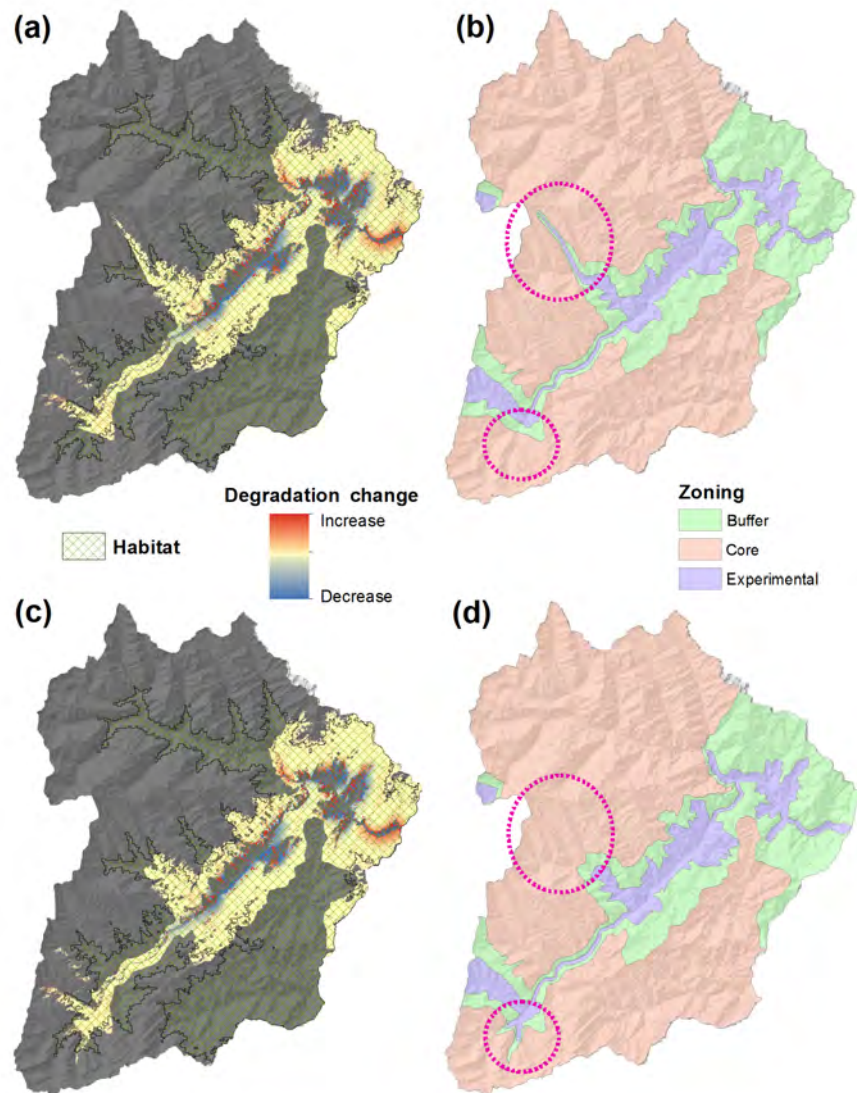 (a)
(b)
Degradation change
Increase
Habitat
Decrease
Zoning
Buffer
Core
Experimental
(c)
(d)